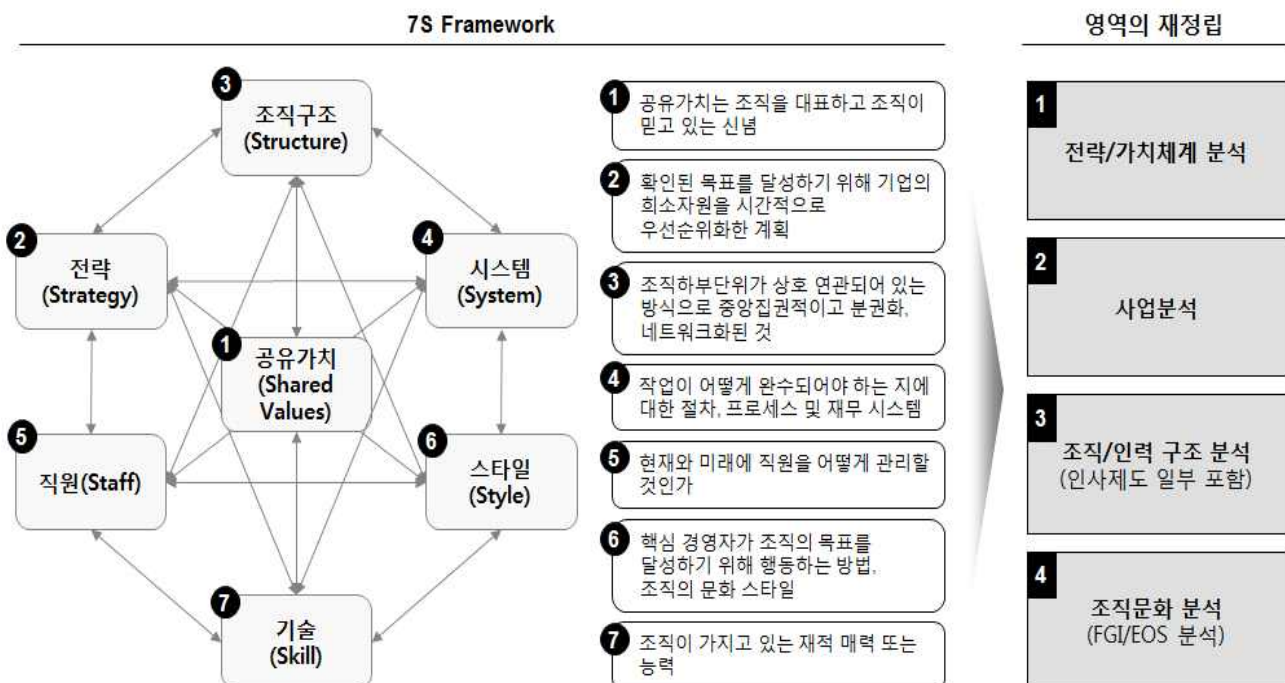 7S Framework
영역의 재정립
3
조직구조
(Structure)
2
전략
(Strategy)
4
시스템
(System)
1
공유가치
(Shared
Values)
5
직원(Staff)
6
스타일
(Style)
7
기술
(Skill)
1
공유가치는 조직을 대표하고 조직이
믿고 있는 신념
2
확인된 목표를 달성하기 위해 기업의
희소자원을 시간적으로
우선순위화한 계획
3
조직하부단위가 상호 연관되어 있는
방식으로 중앙집권적이고 분권화,
네트워크화된 것
4
작업이 어떻게 완수되어야 하는 지에
대한 절차, 프로세스 및 재무 시스템
5
현재와 미래에 직원을 어떻게 관리할
것인가
6
핵심 경영자가 조직의 목표를
달성하기 위해 행동하는 방법,
조직의 문화 스타일
7
조직이 가지고 있는 재적 매력 또는
능력
1
전략/가치체계 분석
2
사업분석
3
조직/인력 구조 분석
(인사제도 일부 포함)
4
조직문화 분석
(FGI/EOS 분석)